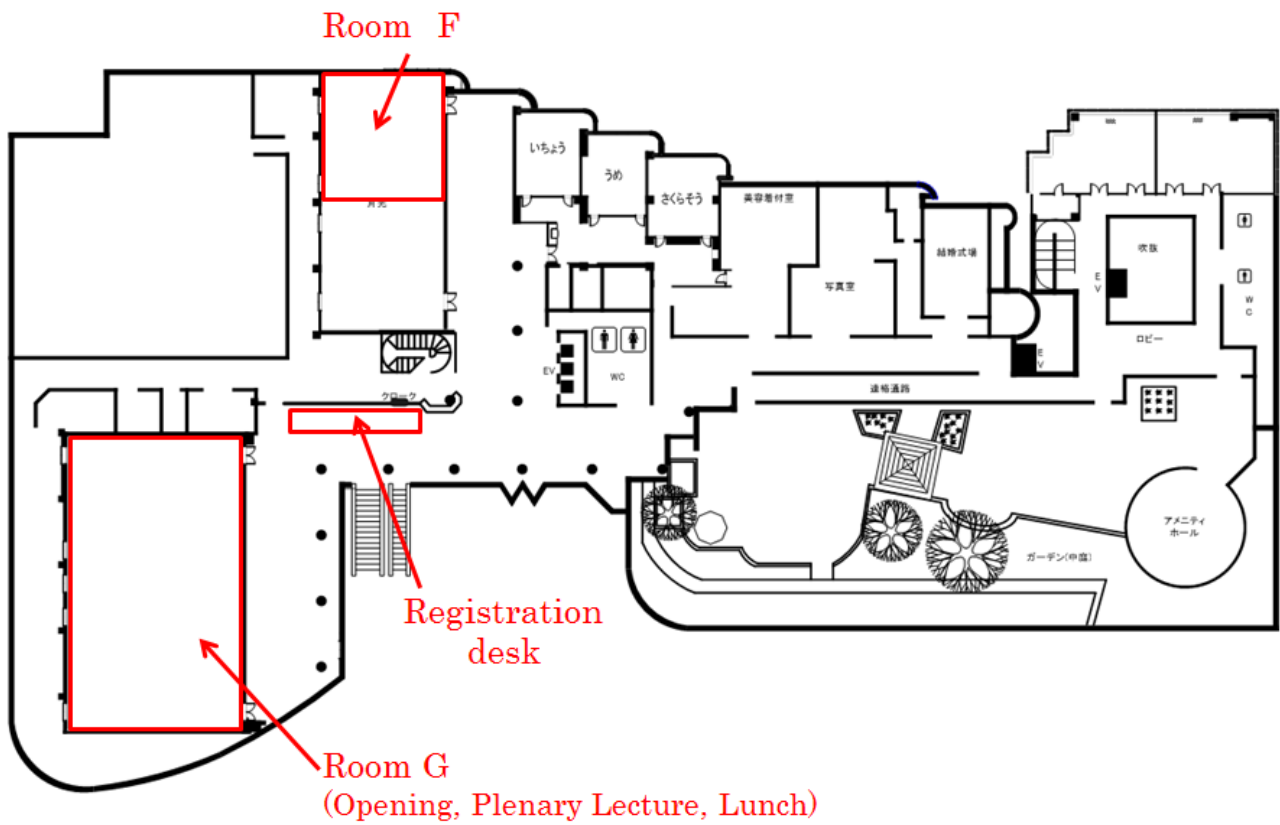 Room F
いちょう
うめ
さくらそう
美容着付室
写真室
結婚式場
吹抜
EV
WC
ロビー
EV
EV
WC
クローク
連絡通路
アメニティ
ホール
ガーデン(中庭)
Registration
desk
Room G
(Opening, Plenary Lecture, Lunch)